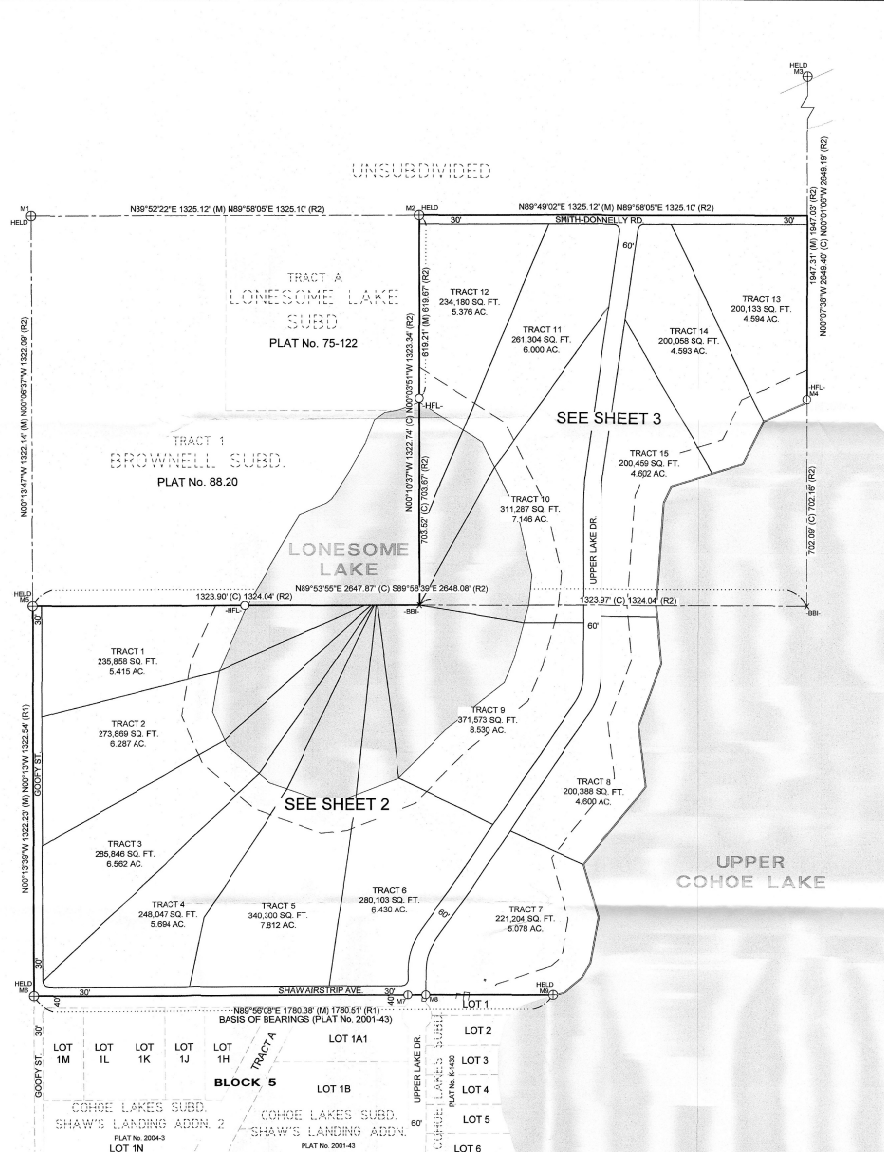 HELD
M3
UNSUBDIVIDED
M1
HELD
N89°52'22"E 1325.12' (M) N89°58'05"E 1325.10' (R2)
M2 HELD
N89°49'02"E 1325.12' (M) N89°58'05"E 1325.10' (R2)
30'
SMITH-DONNELLY RD.
30'
60'
1947.31' (M) 1947.03' (R2)
N00°07'38"W 2649.40' (C) N00°01'06"W 2649.19' (R2)
TRACT A
LONESOME LAKE
SUBD
PLAT No. 75-122
TRACT 12
234,180 SQ. FT.
5.376 AC.
TRACT 11
261,304 SQ. FT.
6.000 AC.
TRACT 14
200,058 SQ. FT.
4.593 AC.
TRACT 13
200,133 SQ. FT.
4.594 AC.
619.21' (M) 619.67' (R2)
N00°10'37"W 1322.74' (C) N00°03'51"W 1323.34' (R2)
N00°13'47"W 1322.14' (M) N00°06'37"W 1322.09' (R2)
-HFL-
-HFL-
M4
SEE SHEET 3
TRACT 1
BROWNELL SUBD.
PLAT No. 88.20
TRACT 15
200,459 SQ. FT.
4.602 AC.
TRACT 10
311,287 SQ. FT.
7.146 AC.
703.52' (C) 703.67' (R2)
702.09' (C) 702.16' (R2)
UPPER LAKE DR.
LONESOME
LAKE
HELD
M5
N89°53'55"E 2647.87' (C) S89°58'39"E 2648.08' (R2)
1323.90' (C) 1324.04' (R2)
1323.97' (C) 1324.04' (R2)
-HFL-
-BBI-
-BBI-
30'
60'
TRACT 1
235,858 SQ. FT.
5.415 AC.
TRACT 2
273,869 SQ. FT.
6.287 AC.
TRACT 9
371,573 SQ. FT.
8.530 AC.
GOOFY ST.
N00°13'39"W 1322.23' (M) N00°13'W 1322.54' (R1)
TRACT 8
200,388 SQ. FT.
4.600 AC.
SEE SHEET 2
TRACT 3
285,846 SQ. FT.
6.562 AC.
UPPER
COHOE LAKE
TRACT 4
248,047 SQ. FT.
5.694 AC.
TRACT 5
340,300 SQ. FT.
7.812 AC.
TRACT 6
280,103 SQ. FT.
6.430 AC.
TRACT 7
221,204 SQ. FT.
5.078 AC.
60'
30'
HELD
M6
30'
SHAW AIRSTRIP AVE.
30'
M7
M8
HELD
M9
40'
40'
N89°56'08"E 1780.38' (M) 1780.51' (R1)
BASIS OF BEARINGS (PLAT No. 2001-43)
LOT 1
30'
GOOFY ST.
LOT
1M
LOT
1L
LOT
1K
LOT
1J
LOT
1H
TRACT A
LOT 1A1
BLOCK 5
LOT 1B
UPPER LAKE DR.
60'
COHOE LAKES SUBD.
PLAT No. K-1430
LOT 2
LOT 3
LOT 4
LOT 5
LOT 6
COHOE LAKES SUBD.
SHAW'S LANDING ADDN. 2
PLAT No. 2004-3
LOT 1N
COHOE LAKES SUBD.
SHAW'S LANDING ADDN.
PLAT No. 2001-43